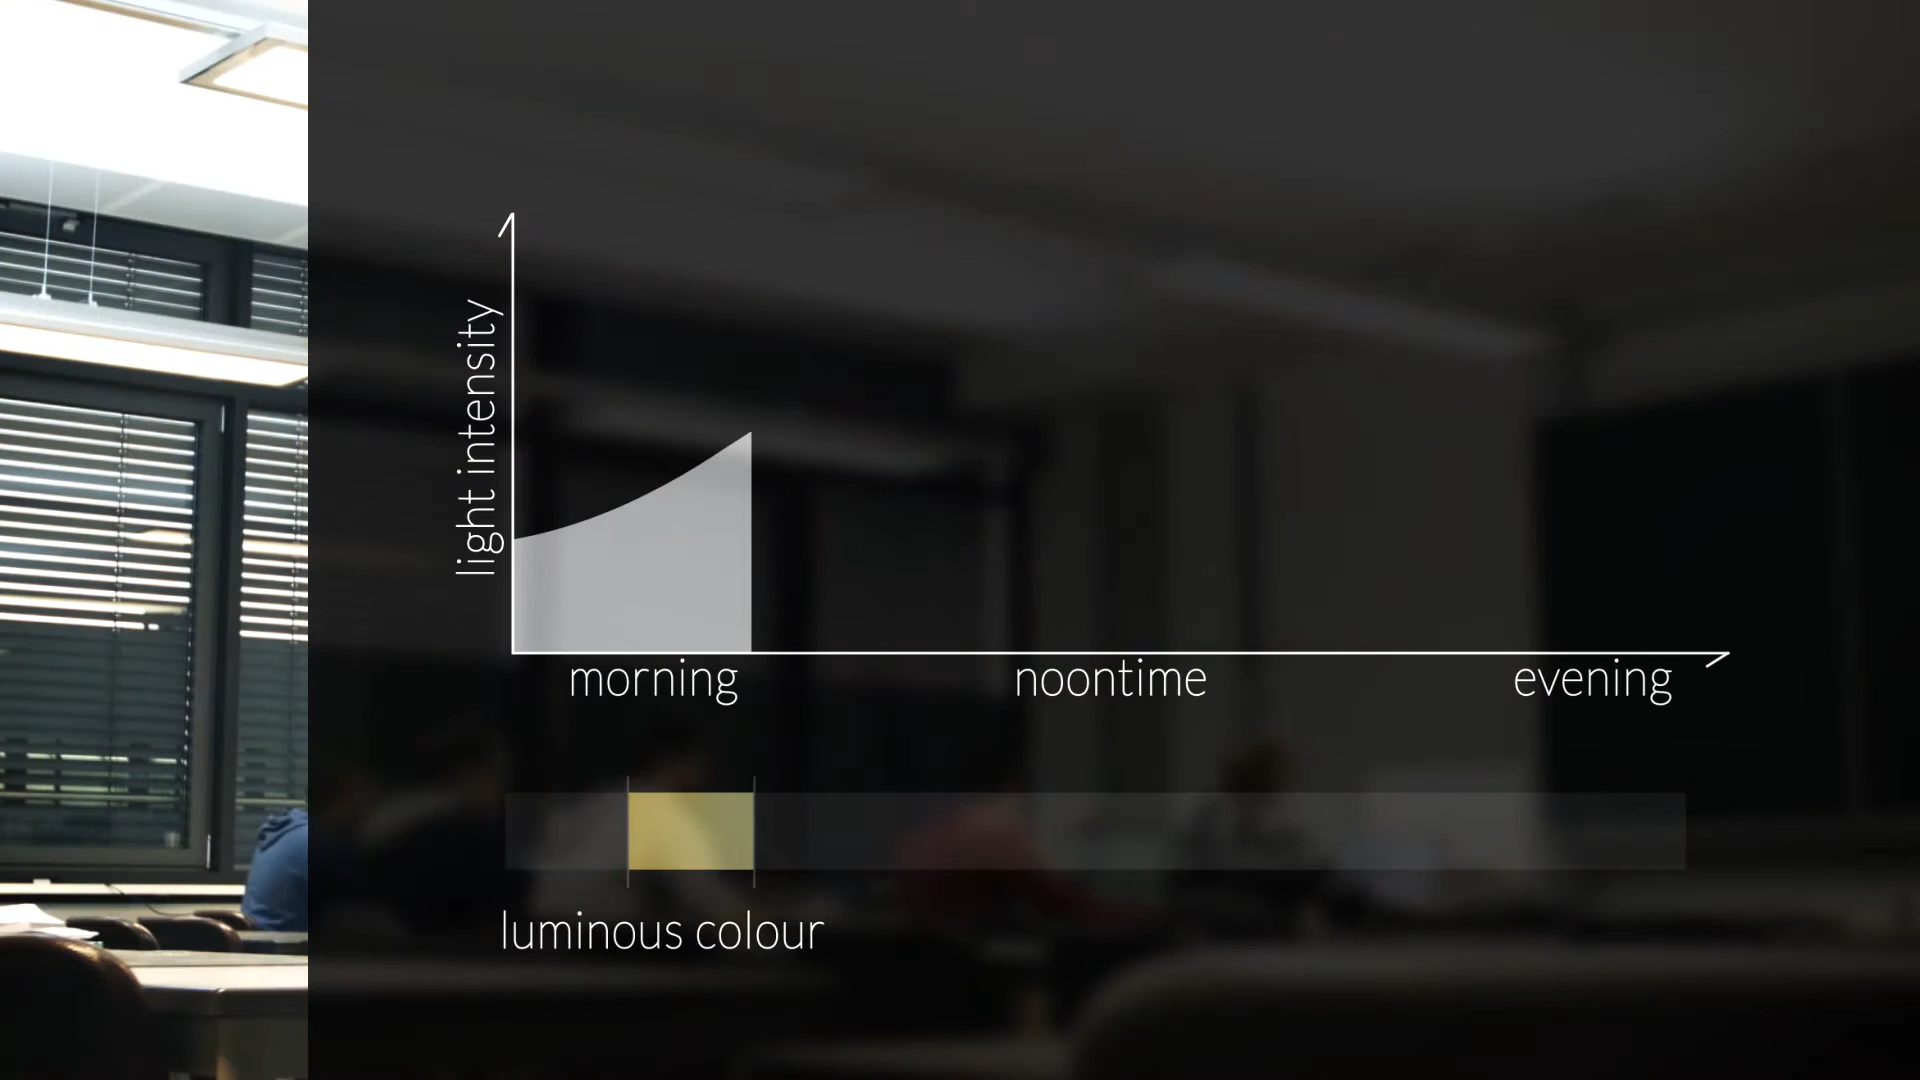 light intensity
morning
noontime
evening
luminous colour